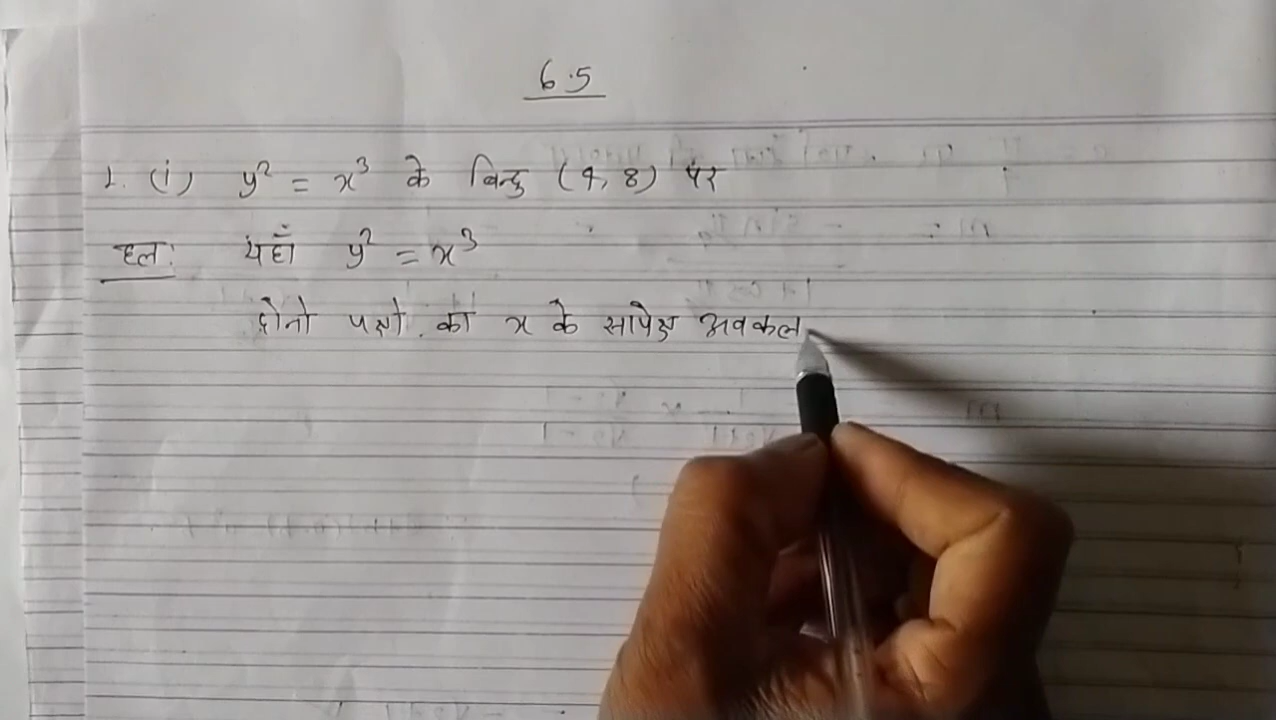 6.5
1. (i) y² = x³ के बिन्दु (4, 8) पर
हल: यहाँ y² = x³
दोनो पक्षो का x के सापेक्ष अवकल